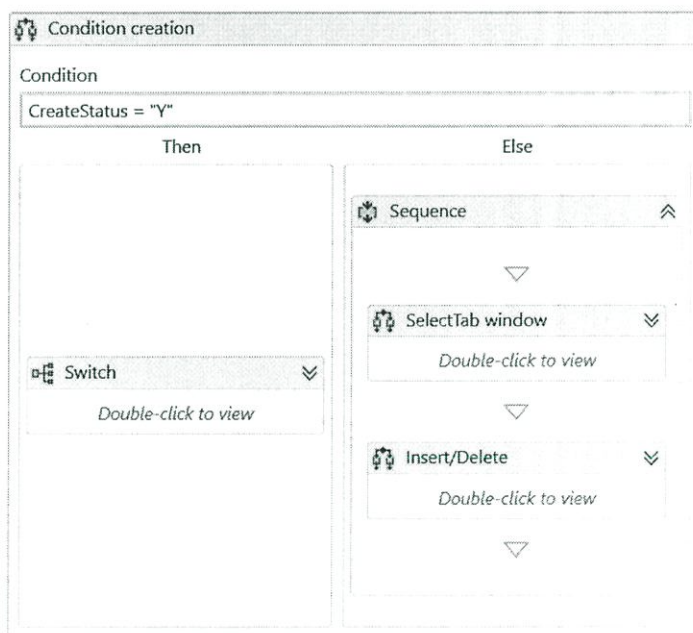 Condition creation
Condition
CreateStatus = "Y"
Then
Else
Sequence
SelectTab window
Double-click to view
Switch
Double-click to view
Insert/Delete
Double-click to view